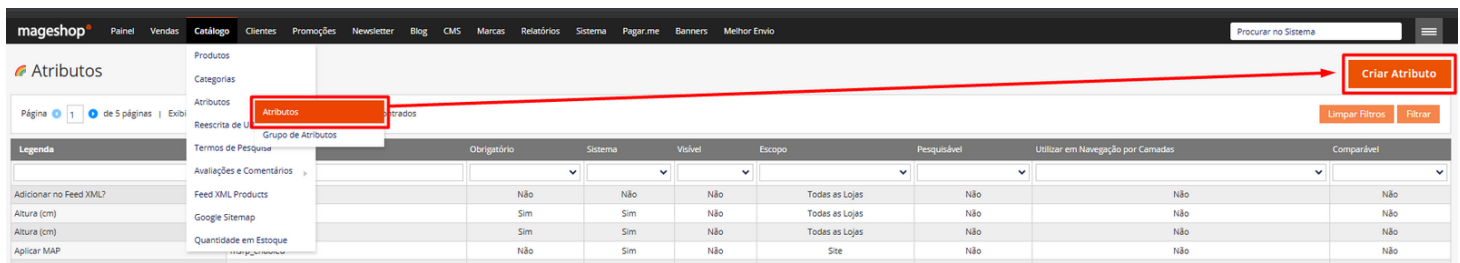 mageshop Painel Vendas Catálogo Clientes Promoções Newsletter Blog CMS Marcas Relatórios Sistema Pagar.me Banners Melhor Envio Procurar no Sistema
Produtos
Atributos
Categorias
Criar Atributo
Atributos
Atributos
Página 1 de 5 páginas | Exibi ontrados Limpar Filtros Filtrar
Reescrita de U
Grupo de Atributos
Termos de Pesquisa
Legenda Obrigatório Sistema Visível Escopo Pesquisável Utilizar em Navegação por Camadas Comparável
Avaliações e Comentários
Adicionar no Feed XML? Não Não Não Todas as Lojas Não Não Não
Feed XML Products
Altura (cm) Sim Sim Não Todas as Lojas Não Não Não
Google Sitemap
Altura (cm) Sim Sim Não Todas as Lojas Não Não Não
Quantidade em Estoque
Aplicar MAP Não Sim Não Site Não Não Não